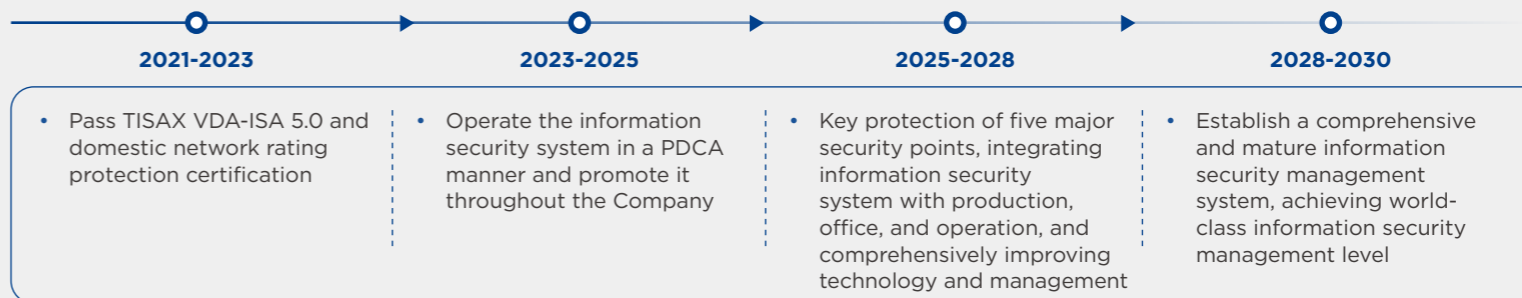 2021-2023
2023-2025
2025-2028
2028-2030
• Pass TISAX VDA-ISA 5.0 and
domestic network rating
protection certification
• Operate the information
security system in a PDCA
manner and promote it
throughout the Company
• Key protection of five major
security points, integrating
information security
system with production,
office, and operation, and
comprehensively improving
technology and management
• Establish a comprehensive
and mature information
security management
system, achieving world-
class information security
management level